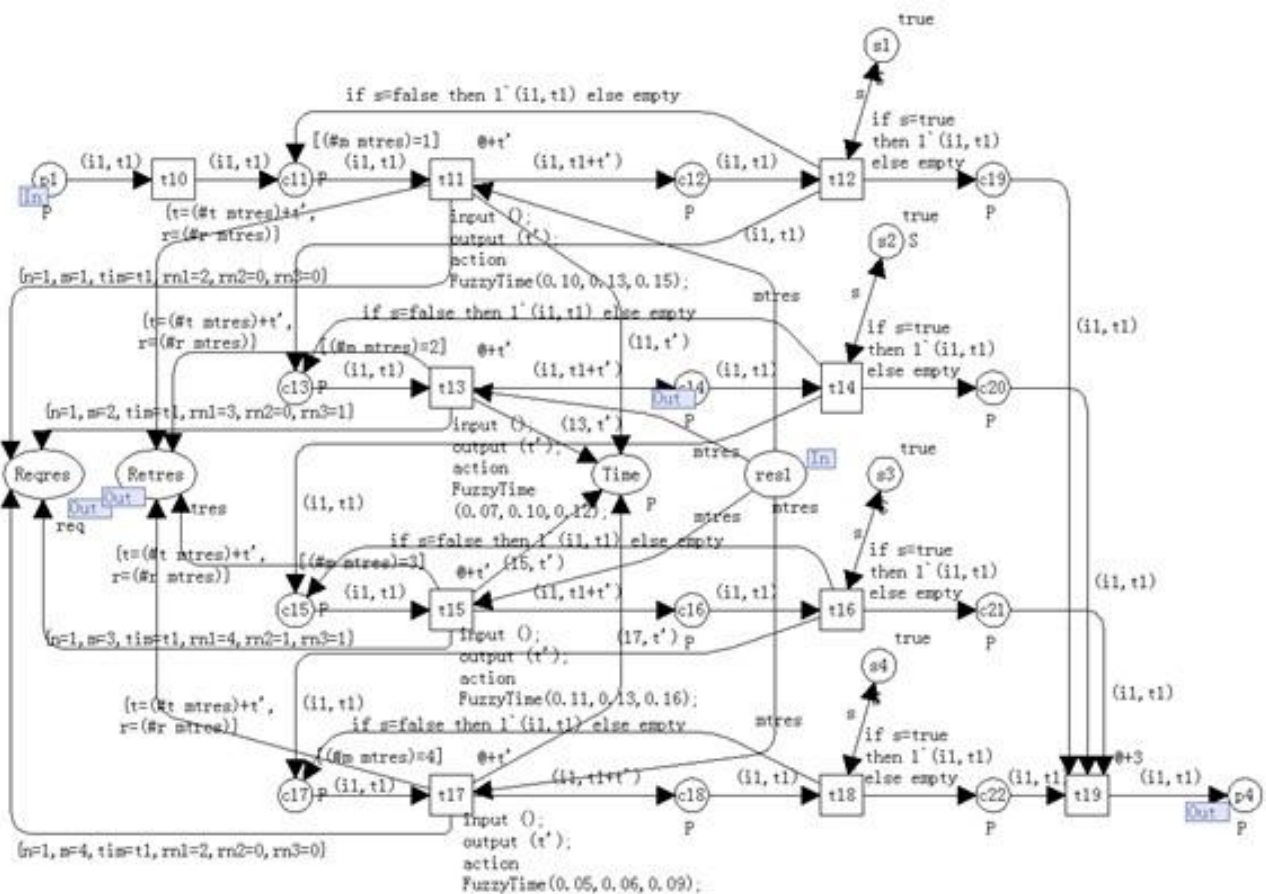 true
s1
S
s
if s=false then 1`(i1,t1) else empty
if s=true
then 1`(i1,t1)
else empty
[(#m mtres)=1]
@+t'
(i1,t1)
(i1,t1)
(i1,t1)
(i1,t1+t')
(i1,t1)
p1
In
P
t10
c11
P
t11
c12
P
t12
c19
P
true
s2
S
s
[t=(#t mtres)+t',
r=(#r mtres)]
input ();
output (t');
action
FuzzyTime(0.10,0.13,0.15);
(i1,t1)
{n=1,m=1,tim=t1,rn1=2,rn2=0,rn3=0}
mtres
if s=false then 1`(i1,t1) else empty
if s=true
then 1`(i1,t1)
else empty
(i1,t1)
[t=(#t mtres)+t',
r=(#r mtres)]
[(#m mtres)=2]
@+t'
(11,t')
(i1,t1)
(i1,t1+t')
(i1,t1)
c13
P
t13
c14
Out
P
t14
c20
P
{n=1,m=2,tim=t1,rn1=3,rn2=0,rn3=1}
input ();
output (t');
action
FuzzyTime
(0.07,0.10,0.12);
(13,t')
mtres
true
s3
S
s
Reqres
Out
req
Retres
Out
tres
Time
P
res1
In
mtres
mtres
(i1,t1)
if s=false then 1`(i1,t1) else empty
if s=true
then 1`(i1,t1)
else empty
(i1,t1)
[t=(#t mtres)+t',
r=(#r mtres)]
[(#m mtres)=3]
@+t'
(15,t')
(i1,t1)
(i1,t1+t')
(i1,t1)
c15
P
t15
c16
P
t16
c21
P
{n=1,m=3,tim=t1,rn1=4,rn2=1,rn3=1}
input ();
output (t');
action
FuzzyTime(0.11,0.13,0.16);
(17,t')
true
s4
s
[t=(#t mtres)+t',
r=(#r mtres)]
(i1,t1)
mtres
if s=false then 1`(i1,t1) else empty
if s=true
then 1`(i1,t1)
else empty
(i1,t1)
[(#m mtres)=4]
@+t'
@+3
(i1,t1)
(i1,t1+t')
(i1,t1)
(i1,t1)
(i1,t1)
c17
P
t17
c18
P
t18
c22
P
t19
p4
Out
P
{n=1,m=4,tim=t1,rn1=2,rn2=0,rn3=0}
input ();
output (t');
action
FuzzyTime(0.05,0.06,0.09);